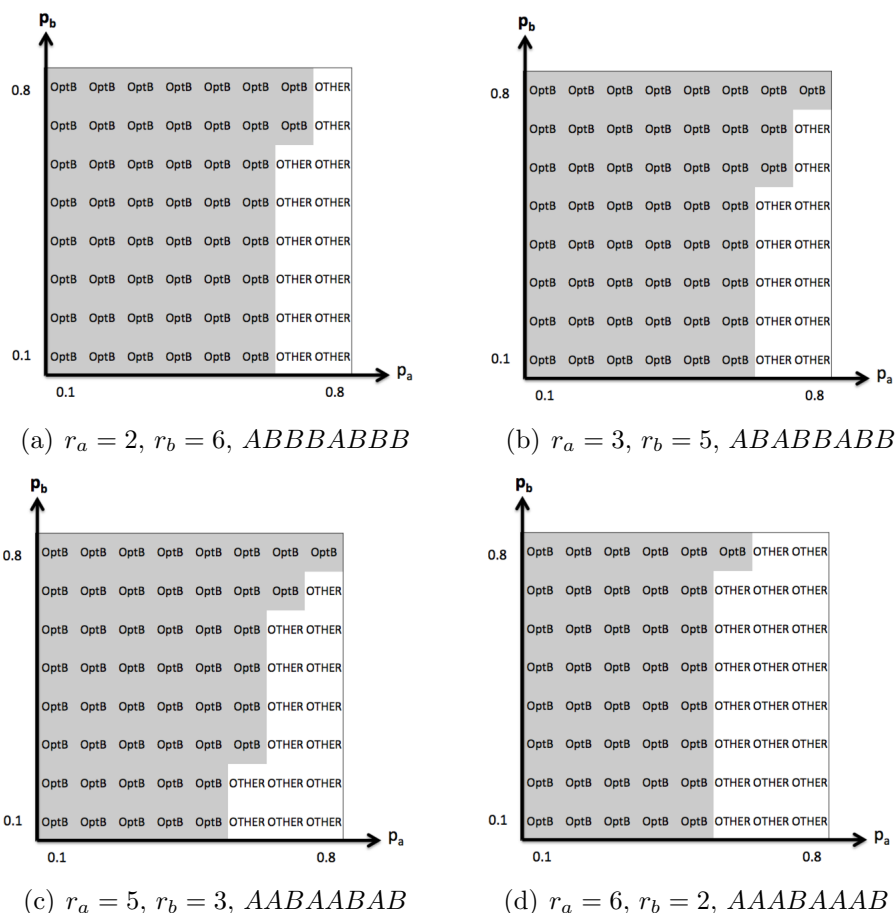 p_b
0.8 OptB OptB OptB OptB OptB OptB OptB OTHER
OptB OptB OptB OptB OptB OptB OptB OTHER
OptB OptB OptB OptB OptB OptB OTHER OTHER
OptB OptB OptB OptB OptB OptB OTHER OTHER
OptB OptB OptB OptB OptB OptB OTHER OTHER
OptB OptB OptB OptB OptB OptB OTHER OTHER
OptB OptB OptB OptB OptB OptB OTHER OTHER
0.1 OptB OptB OptB OptB OptB OptB OTHER OTHER
p_a
0.1 0.8
(a) r_a = 2, r_b = 6, ABBBABBB
p_b
0.8 OptB OptB OptB OptB OptB OptB OptB OptB
OptB OptB OptB OptB OptB OptB OptB OTHER
OptB OptB OptB OptB OptB OptB OptB OTHER
OptB OptB OptB OptB OptB OptB OTHER OTHER
OptB OptB OptB OptB OptB OptB OTHER OTHER
OptB OptB OptB OptB OptB OptB OTHER OTHER
OptB OptB OptB OptB OptB OptB OTHER OTHER
0.1 OptB OptB OptB OptB OptB OptB OTHER OTHER
p_a
0.1 0.8
(b) r_a = 3, r_b = 5, ABABBABB
p_b
0.8 OptB OptB OptB OptB OptB OptB OptB OptB
OptB OptB OptB OptB OptB OptB OptB OTHER
OptB OptB OptB OptB OptB OptB OTHER OTHER
OptB OptB OptB OptB OptB OptB OTHER OTHER
OptB OptB OptB OptB OptB OptB OTHER OTHER
OptB OptB OptB OptB OptB OptB OTHER OTHER
OptB OptB OptB OptB OptB OTHER OTHER OTHER
0.1 OptB OptB OptB OptB OptB OTHER OTHER OTHER
p_a
0.1 0.8
(c) r_a = 5, r_b = 3, AABAABAB
p_b
0.8 OptB OptB OptB OptB OptB OptB OTHER OTHER
OptB OptB OptB OptB OptB OTHER OTHER OTHER
OptB OptB OptB OptB OptB OTHER OTHER OTHER
OptB OptB OptB OptB OptB OTHER OTHER OTHER
OptB OptB OptB OptB OptB OTHER OTHER OTHER
OptB OptB OptB OptB OptB OTHER OTHER OTHER
OptB OptB OptB OptB OptB OTHER OTHER OTHER
0.1 OptB OptB OptB OptB OptB OTHER OTHER OTHER
p_a
0.1 0.8
(d) r_a = 6, r_b = 2, AAABAAAB